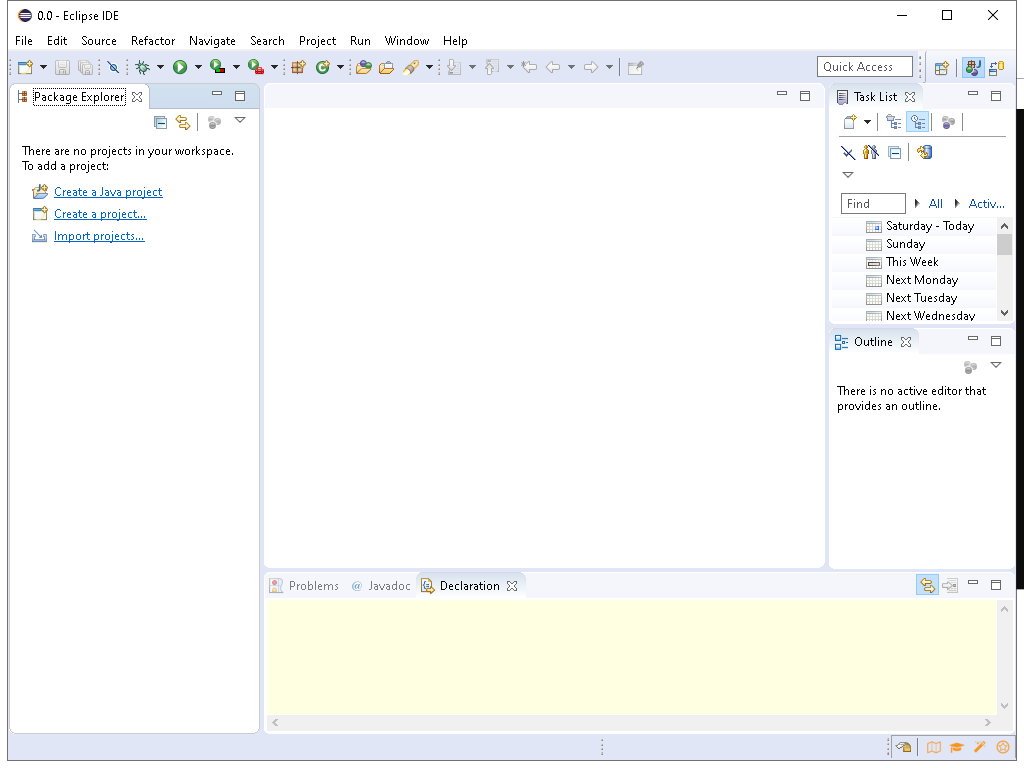 0.0 - Eclipse IDE
File Edit Source Refactor Navigate Search Project Run Window Help
Quick Access
Package Explorer
There are no projects in your workspace.
To add a project:
Create a Java project
Create a project...
Import projects...
Task List
Find All Activ...
Saturday - Today
Sunday
This Week
Next Monday
Next Tuesday
Next Wednesday
Outline
There is no active editor that
provides an outline.
Problems @ Javadoc Declaration